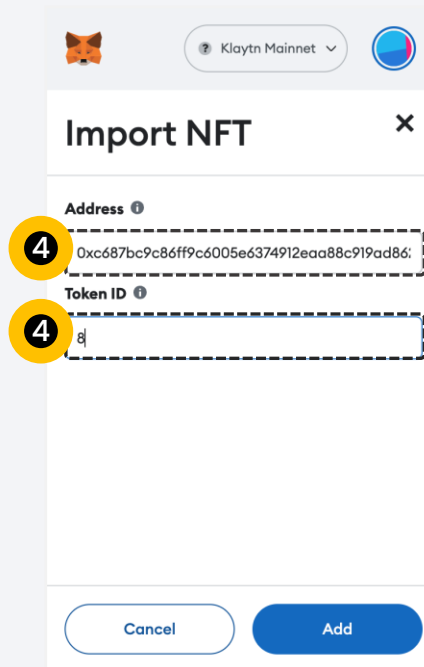 ? Klaytn Mainnet
Import NFT
Address
4
0xc687bc9c86ff9c6005e6374912eaa88c919ad86
Token ID
4
8
Cancel
Add